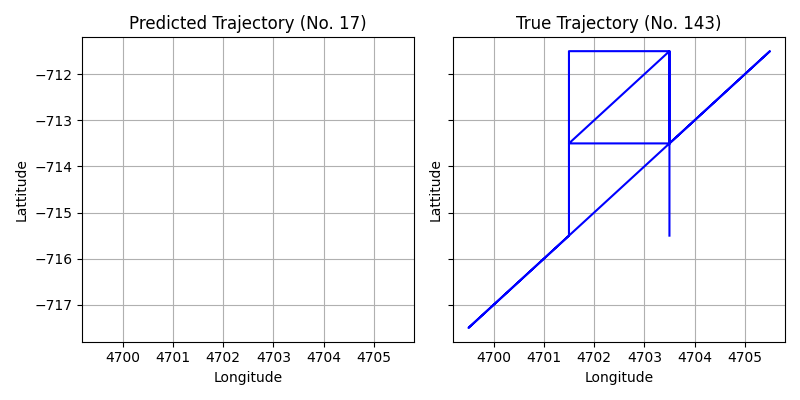 Predicted Trajectory (No. 17)
True Trajectory (No. 143)
−712
−713
−714
−715
−716
−717
Lattitude
Lattitude
4700 4701 4702 4703 4704 4705
4700 4701 4702 4703 4704 4705
Longitude
Longitude